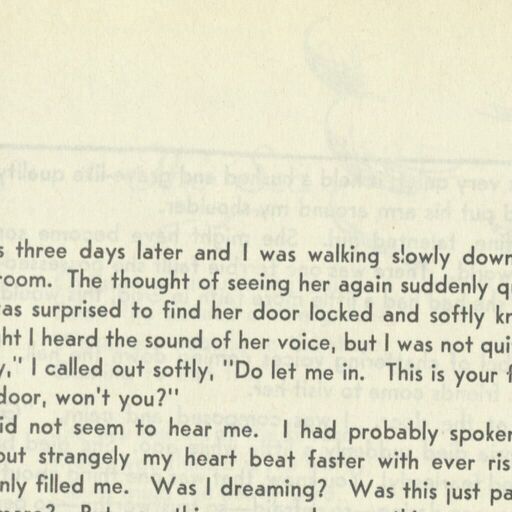 s three days later and I was walking slowly down
room. The thought of seeing her again suddenly qu
as surprised to find her door locked and softly kn
ght I heard the sound of her voice, but I was not qui
y," I called out softly, "Do let me in. This is your f
door, won't you?"
id not seem to hear me. I had probably spoken
out strangely my heart beat faster with ever ris
nly filled me. Was I dreaming? Was this just pa